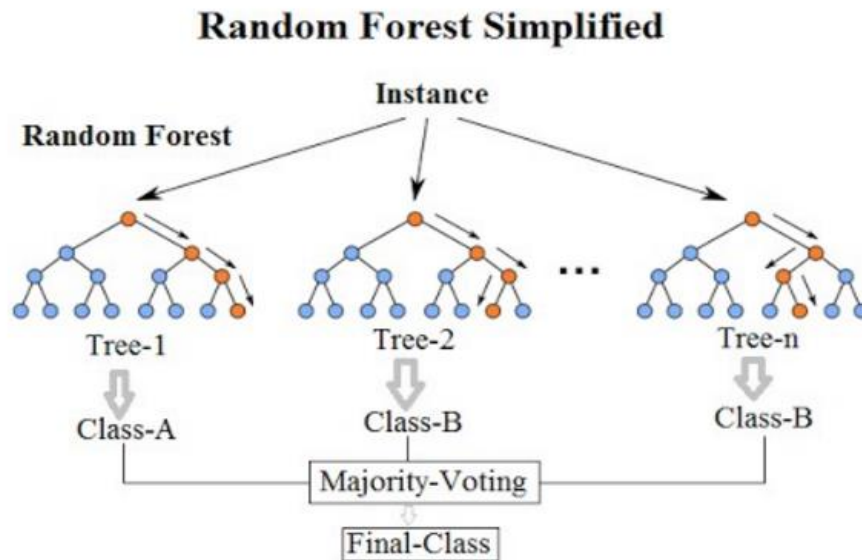 Random Forest Simplified
Instance
Random Forest
...
Tree-1
Tree-2
Tree-n
Class-A
Class-B
Class-B
Majority-Voting
Final-Class